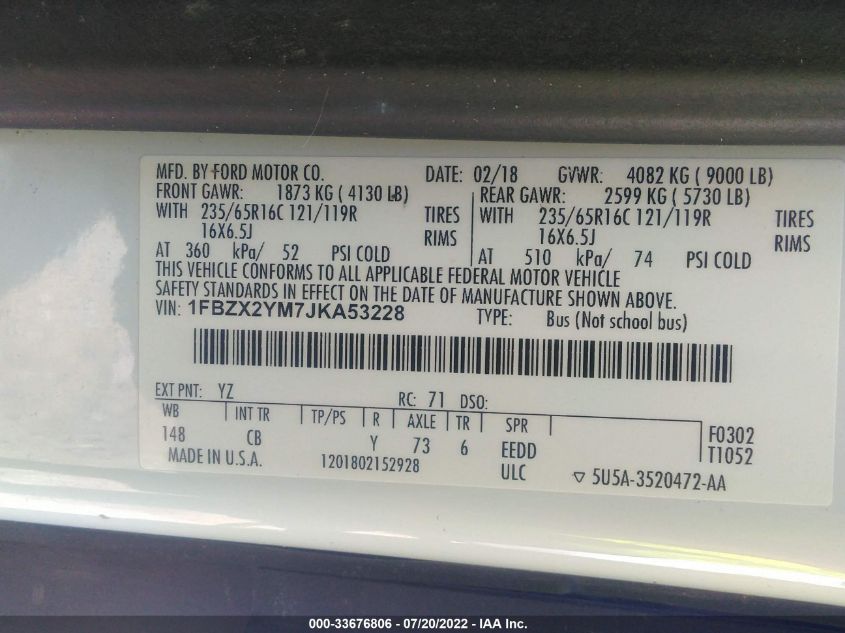 MFD. BY FORD MOTOR CO. DATE: 02/18 GVWR: 4082 KG ( 9000 LB)
FRONT GAWR: 1873 KG ( 4130 LB) REAR GAWR: 2599 KG ( 5730 LB)
WITH 235/65R16C 121/119R TIRES WITH 235/65R16C 121/119R TIRES
16X6.5J RIMS 16X6.5J RIMS
AT 360 kPa/ 52 PSI COLD AT 510 kPa/ 74 PSI COLD
THIS VEHICLE CONFORMS TO ALL APPLICABLE FEDERAL MOTOR VEHICLE
SAFETY STANDARDS IN EFFECT ON THE DATE OF MANUFACTURE SHOWN ABOVE.
VIN: 1FBZX2YM7JKA53228 TYPE: Bus (Not school bus)
EXT PNT: YZ RC: 71 DSO:
WB INT TR TP/PS R AXLE TR SPR F0302
148 CB Y 73 6 EEDD T1052
MADE IN U.S.A. 1201802152928 ULC ▽ 5U5A-3520472-AA
000-33676806 - 07/20/2022 - IAA Inc.